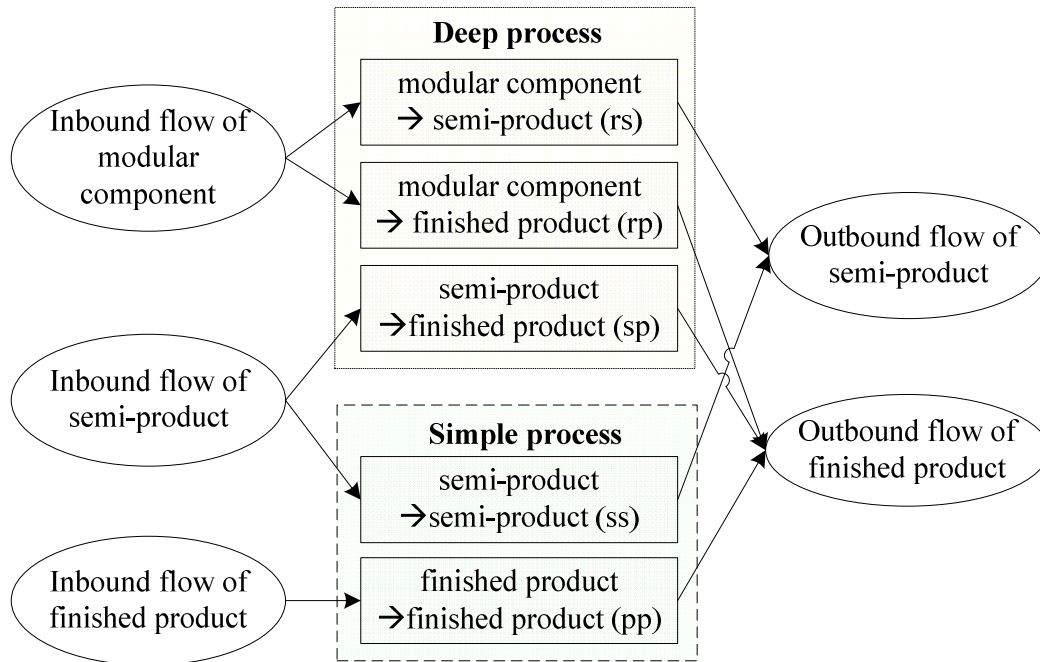 Inbound flow of
modular
component
Inbound flow of
semi-product
Inbound flow of
finished product
Deep process
modular component
→ semi-product (rs)
modular component
→ finished product (rp)
semi-product
→finished product (sp)
Simple process
semi-product
→semi-product (ss)
finished product
→finished product (pp)
Outbound flow of
semi-product
Outbound flow of
finished product